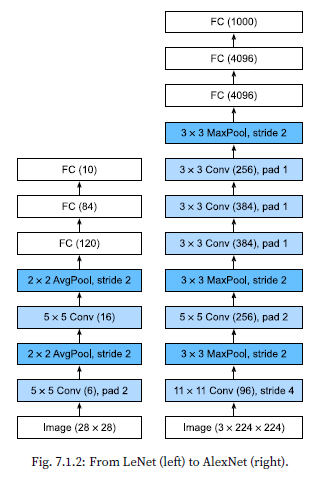 FC (10)
FC (84)
FC (120)
2 × 2 AvgPool, stride 2
5 × 5 Conv (16)
2 × 2 AvgPool, stride 2
5 × 5 Conv (6), pad 2
Image (28 × 28)
FC (1000)
FC (4096)
FC (4096)
3 × 3 MaxPool, stride 2
3 × 3 Conv (256), pad 1
3 × 3 Conv (384), pad 1
3 × 3 Conv (384), pad 1
3 × 3 MaxPool, stride 2
5 × 5 Conv (256), pad 2
3 × 3 MaxPool, stride 2
11 × 11 Conv (96), stride 4
Image (3 × 224 × 224)
Fig. 7.1.2: From LeNet (left) to AlexNet (right).